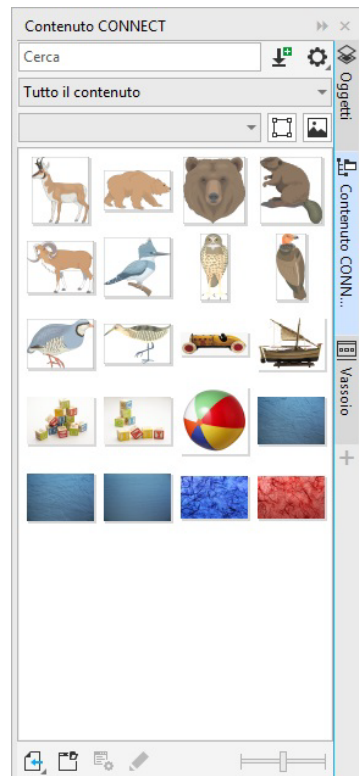 Contenuto CONNECT
Cerca
Tutto il contenuto
Oggetti
Contenuto CONN...
Vassoio